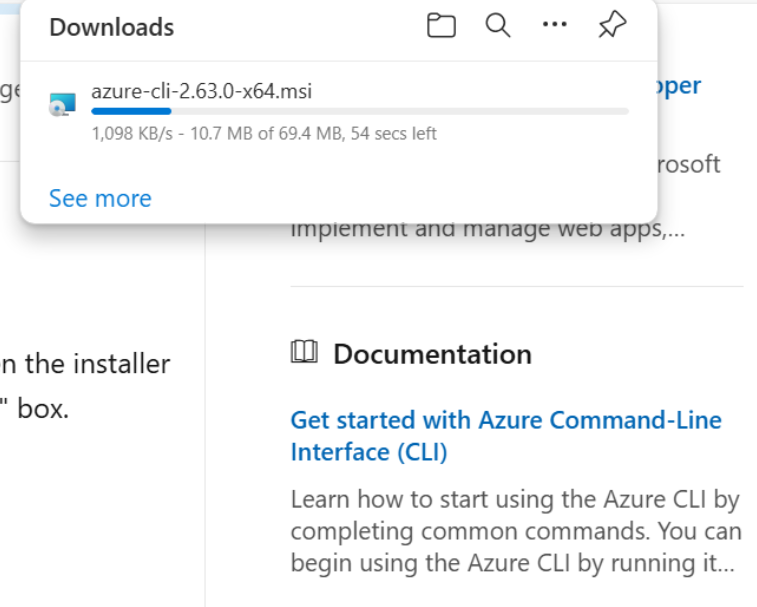 Downloads
azure-cli-2.63.0-x64.msi
1,098 KB/s - 10.7 MB of 69.4 MB, 54 secs left
See more
rosoft
implement and manage web apps,...
n the installer
" box.
Documentation
Get started with Azure Command-Line
Interface (CLI)
Learn how to start using the Azure CLI by
completing common commands. You can
begin using the Azure CLI by running it...